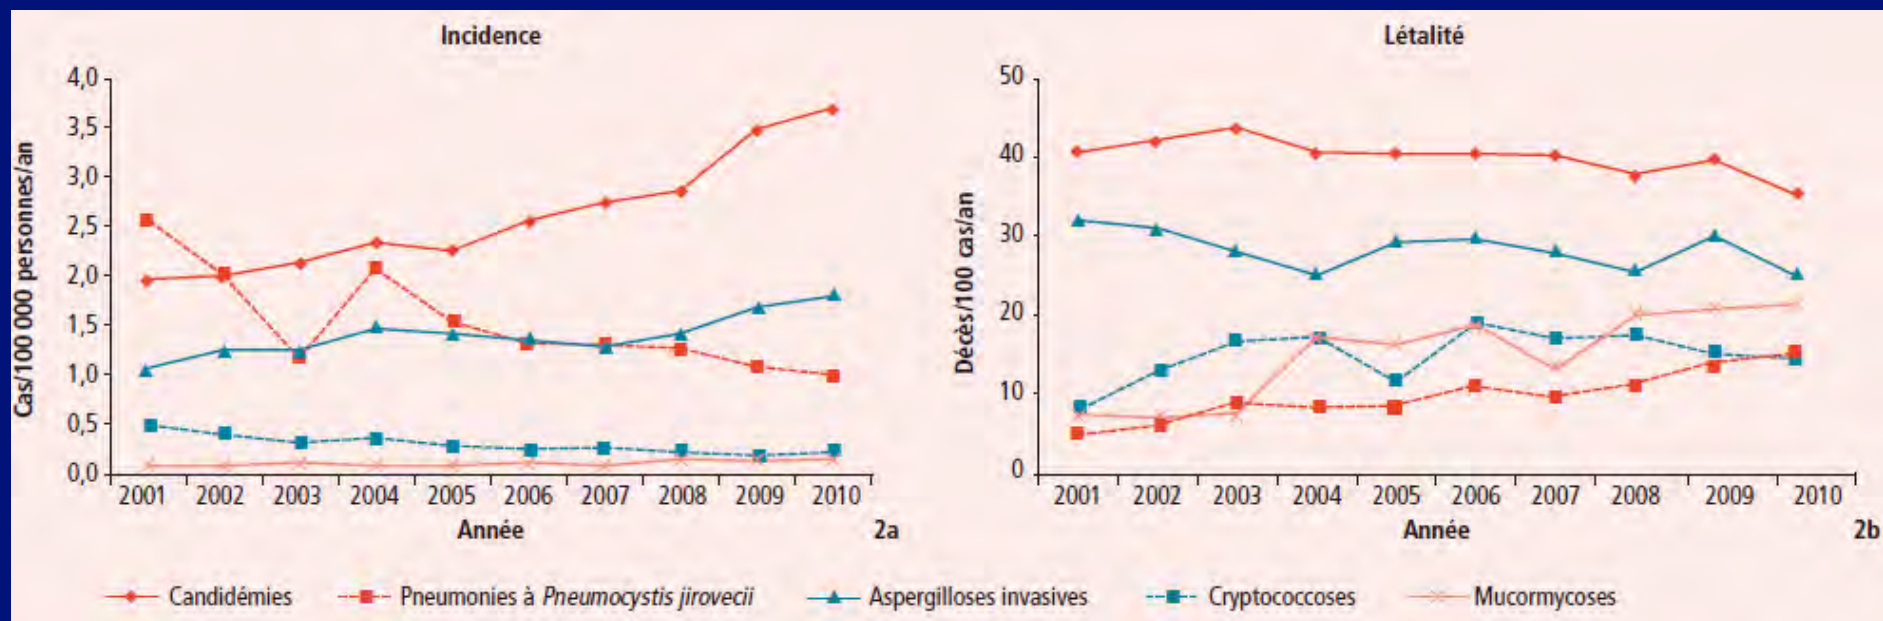 Incidence
Cas/100 000 personnes/an
4,0
3,5
3,0
2,5
2,0
1,5
1,0
0,5
0,0
2001 2002 2003 2004 2005 2006 2007 2008 2009 2010
Année
2a
Létalité
Décès/100 cas/an
50
40
30
20
10
0
2001 2002 2003 2004 2005 2006 2007 2008 2009 2010
Année
2b
Candidémies Pneumonies à Pneumocystis jirovecii Aspergilloses invasives Cryptococcoses Mucormycoses